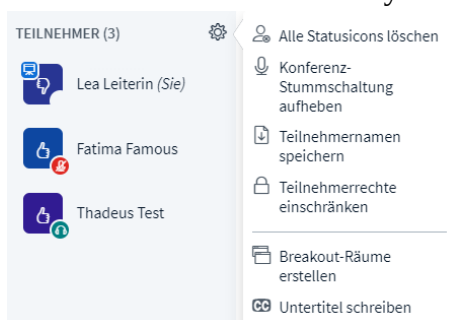 TEILNEHMER (3)
Lea Leiterin (Sie)
Fatima Famous
Thadeus Test
Alle Statusicons löschen
Konferenz-
Stummschaltung
aufheben
Teilnehmernamen
speichern
Teilnehmerrechte
einschränken
Breakout-Räume
erstellen
CC Untertitel schreiben